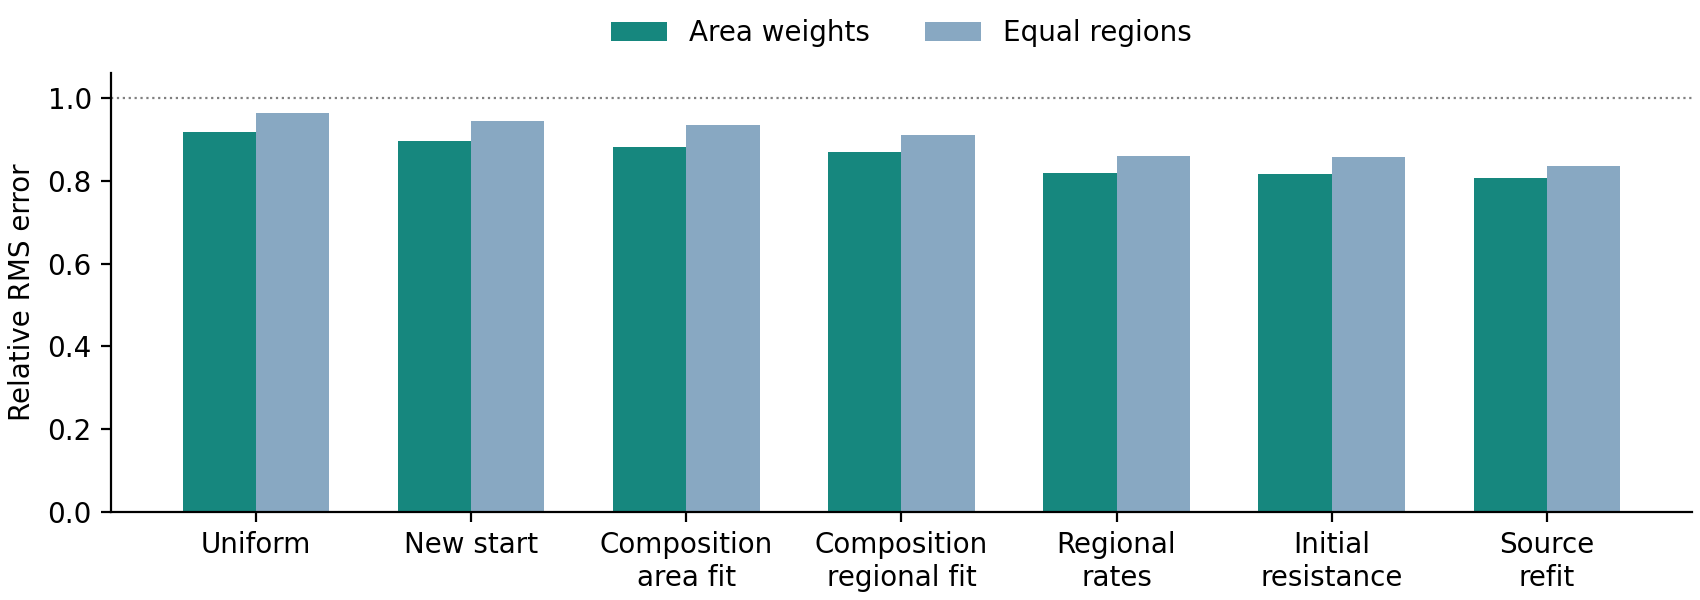 Area weights
Equal regions
Relative RMS error
1.0
0.8
0.6
0.4
0.2
0.0
Uniform
New start
Composition
area fit
Composition
regional fit
Regional
rates
Initial
resistance
Source
refit